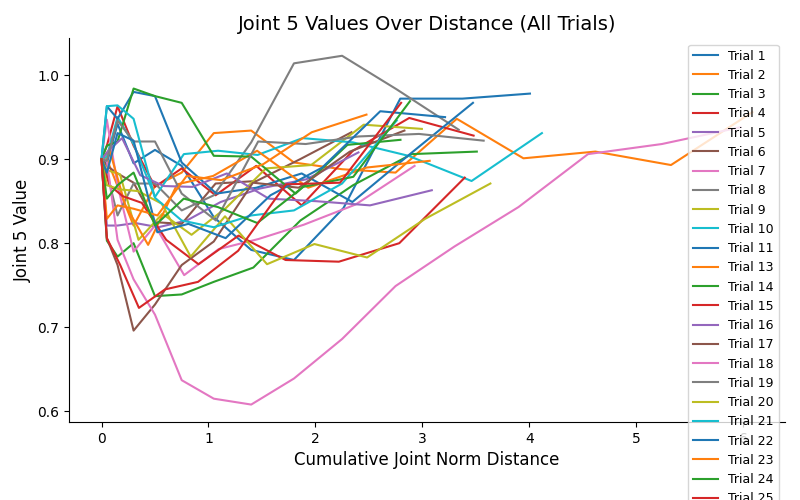 Joint 5 Values Over Distance (All Trials)
Joint 5 Value
1.0
0.9
0.8
0.7
0.6
0
1
2
3
4
5
Cumulative Joint Norm Distance
Trial 1
Trial 2
Trial 3
Trial 4
Trial 5
Trial 6
Trial 7
Trial 8
Trial 9
Trial 10
Trial 11
Trial 13
Trial 14
Trial 15
Trial 16
Trial 17
Trial 18
Trial 19
Trial 20
Trial 21
Trial 22
Trial 23
Trial 24
Trial 25